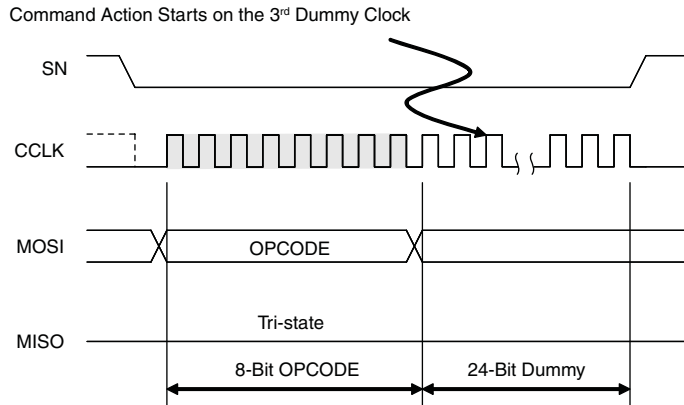 Command Action Starts on the 3rd Dummy Clock
SN
CCLK
MOSI
OPCODE
Tri-state
MISO
8-Bit OPCODE
24-Bit Dummy